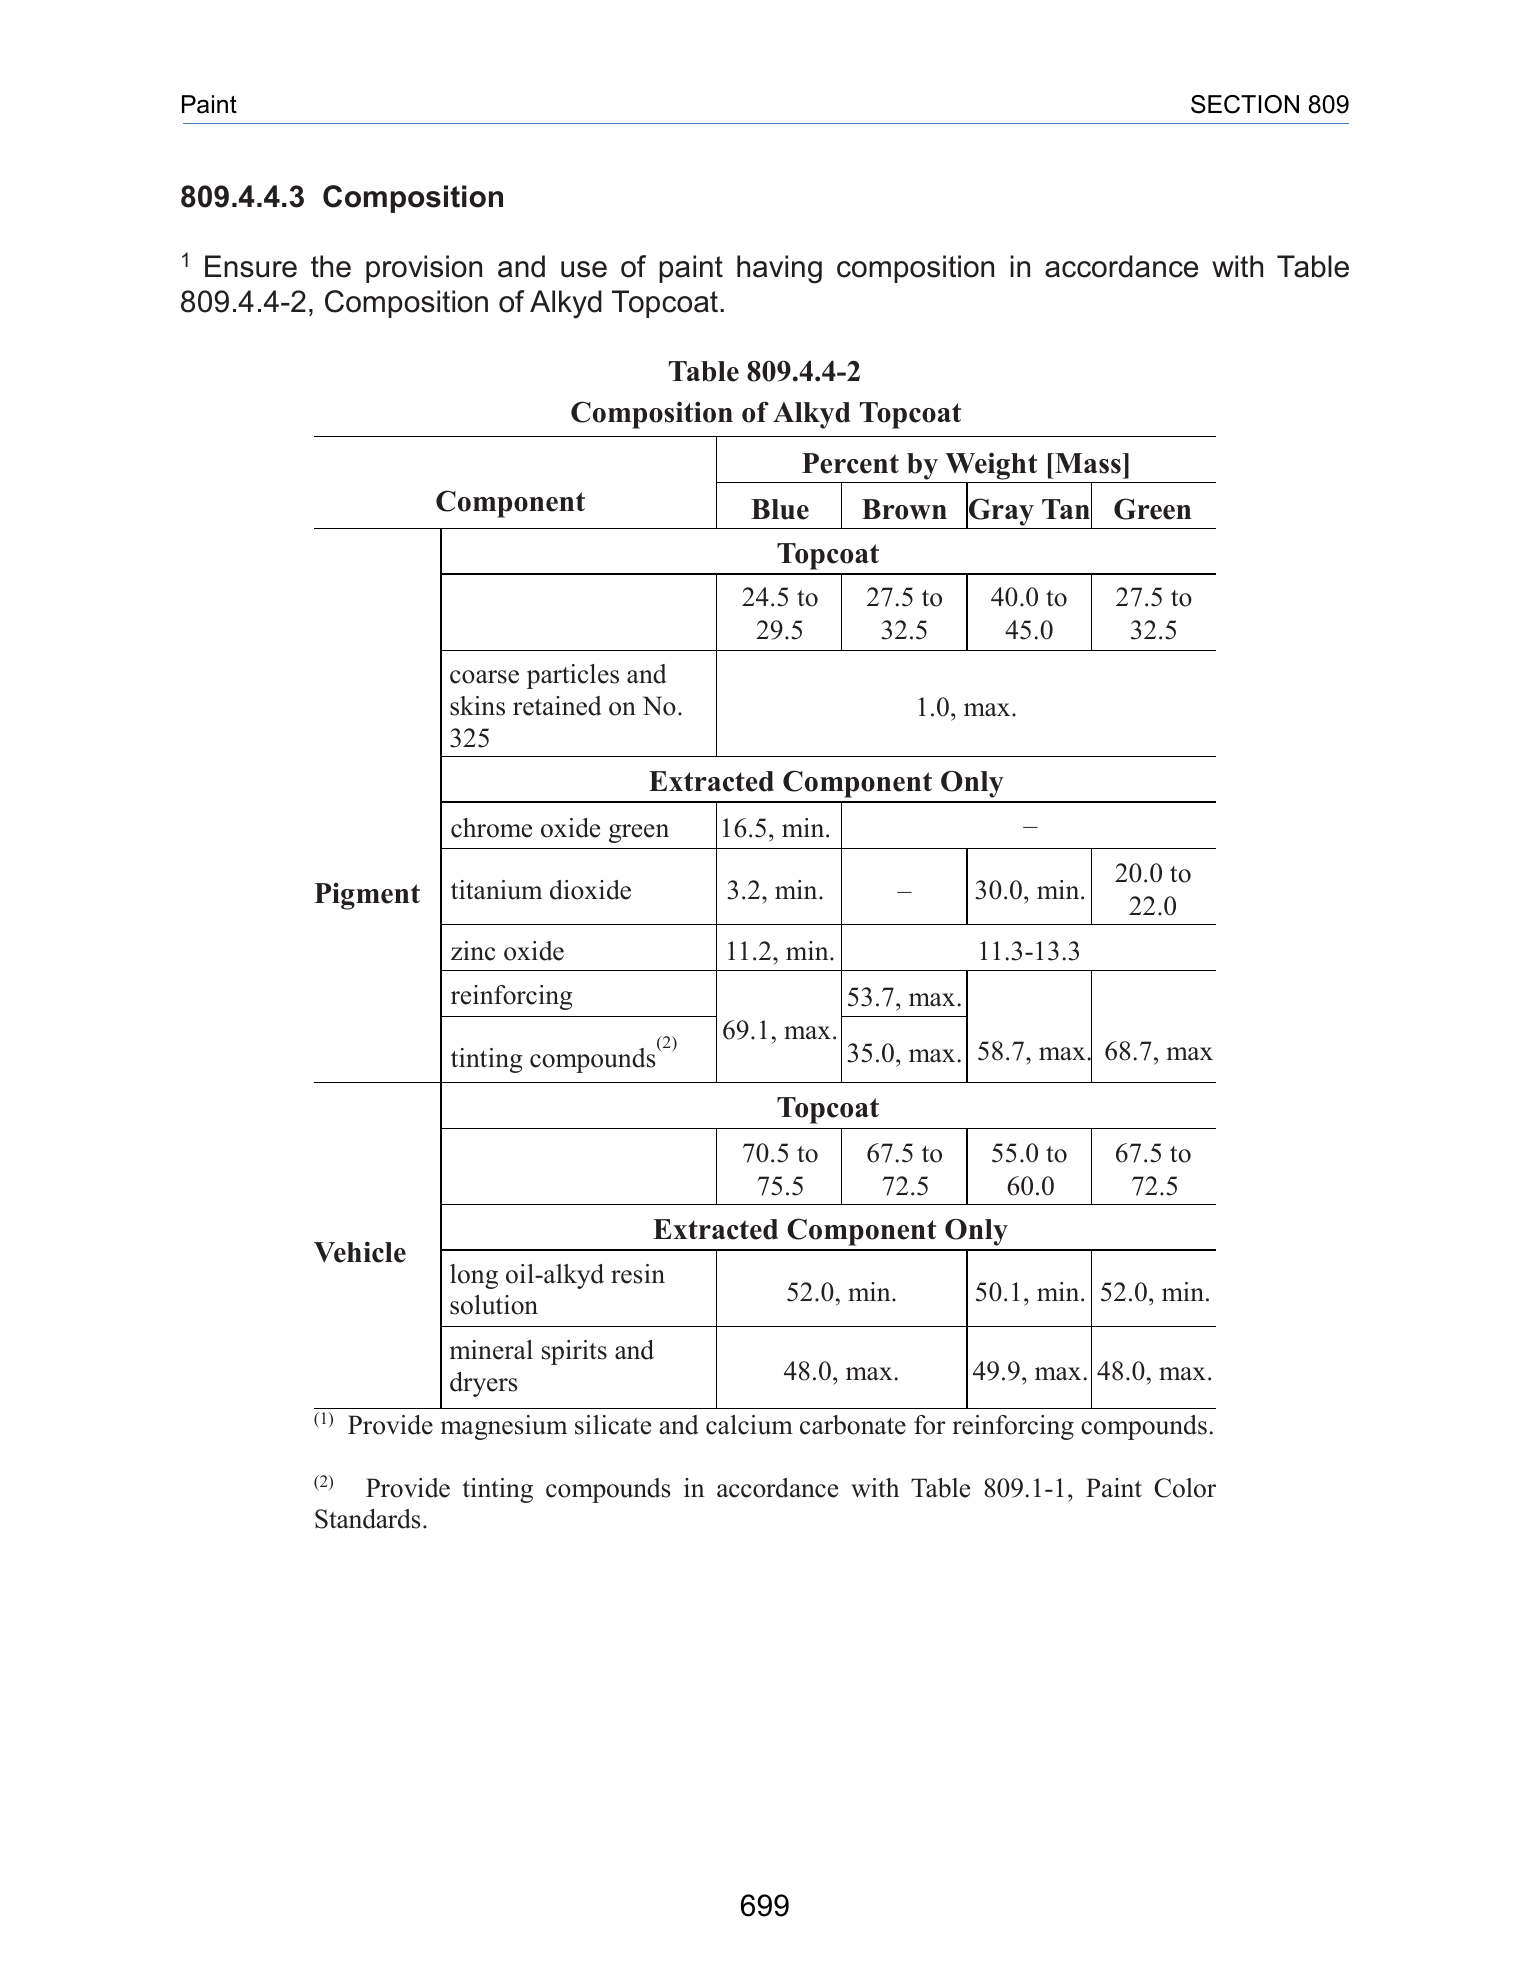 Paint SECTION 809
809.4.4.3 Composition
1 Ensure the provision and use of paint having composition in accordance with Table
809.4.4-2, Composition of Alkyd Topcoat.
Table 809.4.4-2
Composition of Alkyd Topcoat
Component
Percent by Weight [Mass]
Blue Brown Gray Tan Green
Pigment
Topcoat
24.5 to 27.5 to 40.0 to 27.5 to
29.5 32.5 45.0 32.5
coarse particles and
skins retained on No.
325
1.0, max.
Extracted Component Only
chrome oxide green 16.5, min. –
titanium dioxide 3.2, min. – 30.0, min. 20.0 to
22.0
zinc oxide 11.2, min. 11.3-13.3
reinforcing 53.7, max.
69.1, max.
tinting compounds(2) 35.0, max. 58.7, max. 68.7, max
Vehicle
Topcoat
70.5 to 67.5 to 55.0 to 67.5 to
75.5 72.5 60.0 72.5
Extracted Component Only
long oil-alkyd resin
solution
52.0, min. 50.1, min. 52.0, min.
mineral spirits and
dryers
48.0, max. 49.9, max. 48.0, max.
(1) Provide magnesium silicate and calcium carbonate for reinforcing compounds.
(2) Provide tinting compounds in accordance with Table 809.1-1, Paint Color
Standards.
699